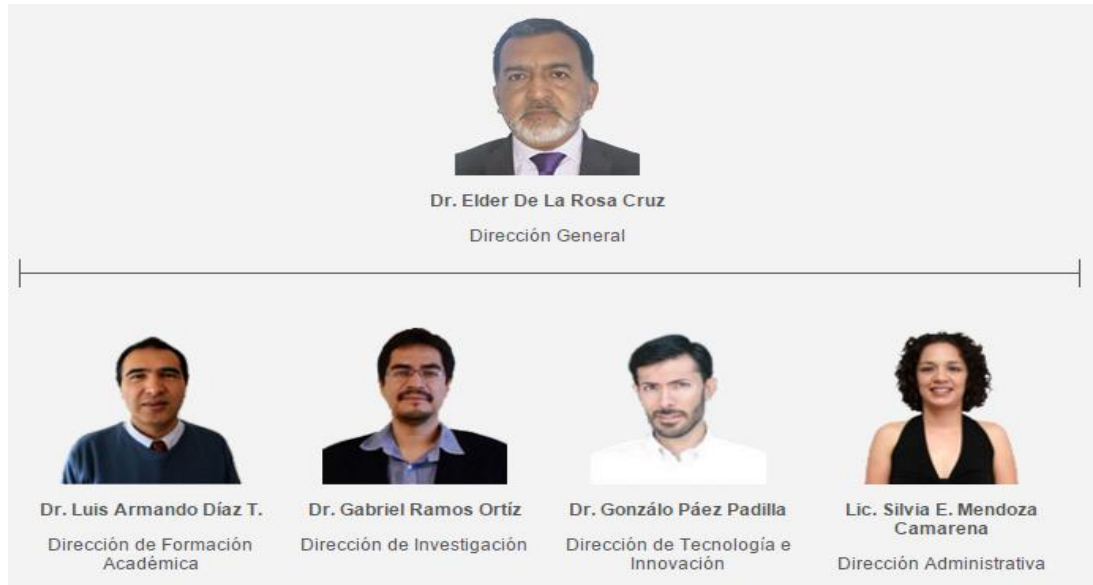 Dr. Elder De La Rosa Cruz
Dirección General
Dr. Luis Armando Díaz T.
Dirección de Formación
Académica
Dr. Gabriel Ramos Ortíz
Dirección de Investigación
Dr. Gonzálo Páez Padilla
Dirección de Tecnología e
Innovación
Lic. Silvia E. Mendoza
Camarena
Dirección Administrativa